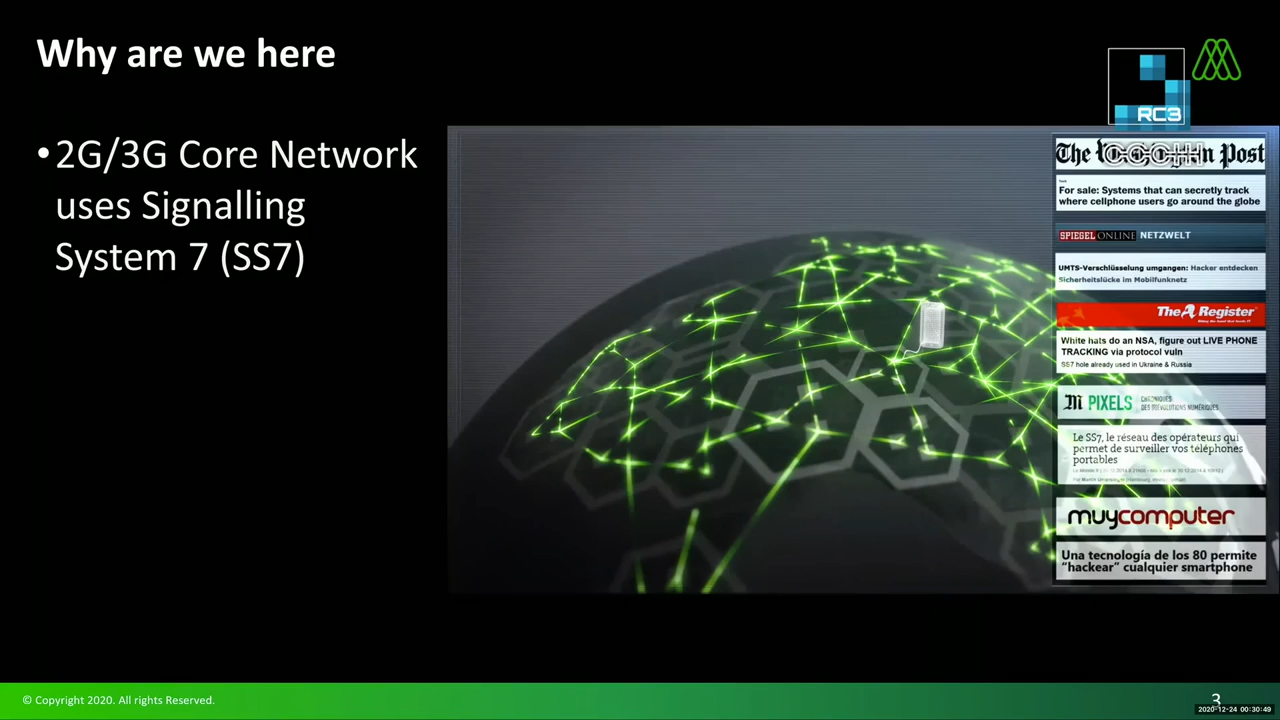 Why are we here
RC3
•2G/3G Core Network
uses Signalling
System 7 (SS7)
The Post
For sale: Systems that can secretly track
where cellphone users go around the globe
SPIEGEL ONLINE NETZWELT
UMTS-Verschlüsselung umgangen: Hacker entdecken
Sicherheitslücke im Mobilfunknetz
The Register
White hats do an NSA, figure out LIVE PHONE
TRACKING via protocol vuln
SS7 hole already used in Ukraine & Russia
M PIXELS CHRONIQUES
DES (R)EVOLUTIONS NUMÉRIQUES
Le SS7, le réseau des opérateurs qui
permet de surveiller vos téléphones
portables
muycomputer
Una tecnología de los 80 permite
“hackear” cualquier smartphone
© Copyright 2020. All rights Reserved.
3
2020-12-24 00:30:49